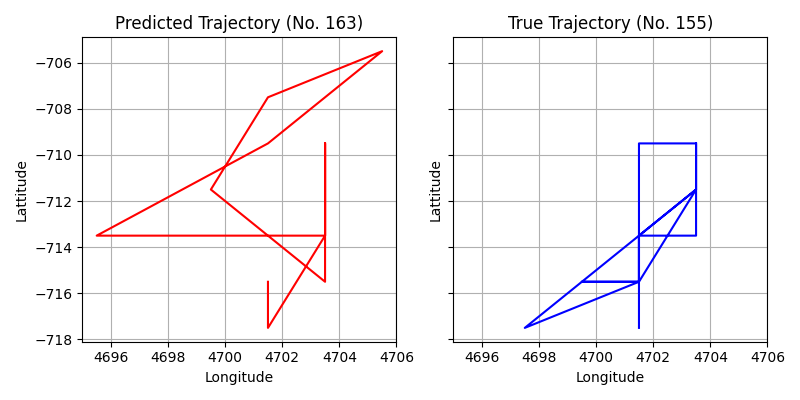 Predicted Trajectory (No. 163)
True Trajectory (No. 155)
Lattitude
−706
−708
−710
−712
−714
−716
−718
4696 4698 4700 4702 4704 4706
Longitude
Lattitude
4696 4698 4700 4702 4704 4706
Longitude